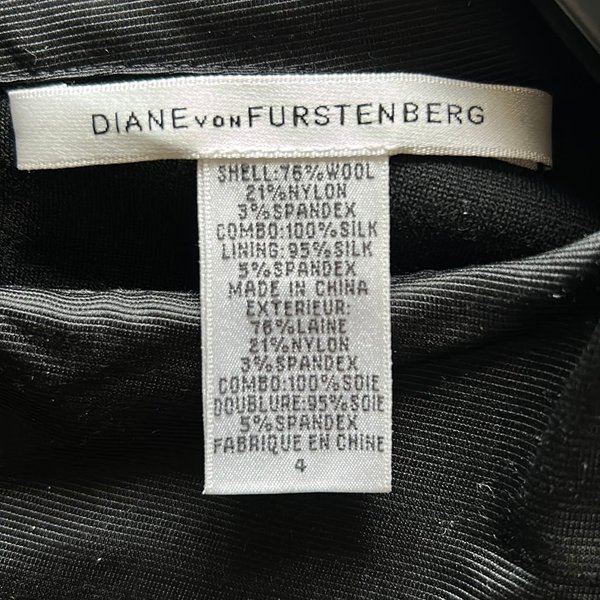 DIANE VON FURSTENBERG
SHELL:76%WOOL
21%NYLON
3%SPANDEX
COMBO:100%SILK
LINING:95%SILK
5%SPANDEX
MADE IN CHINA
EXTERIEUR:
76%LAINE
21%NYLON
3%SPANDEX
COMBO:100%SOIE
DOUBLURE:95%SOIE
5%SPANDEX
FABRIQUE EN CHINE
4